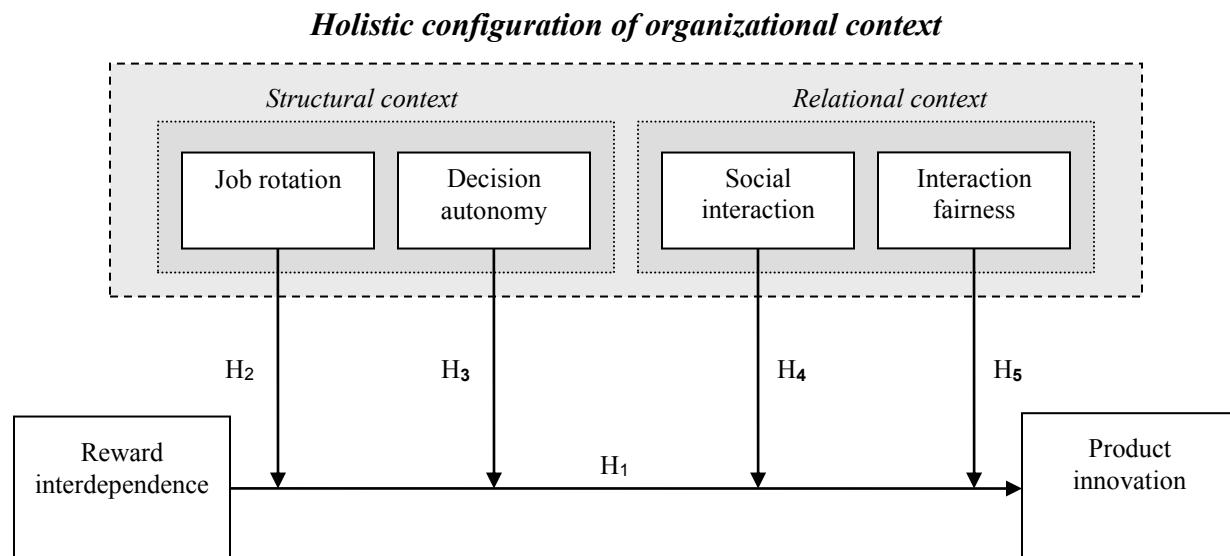 Holistic configuration of organizational context
Structural context
Relational context
Job rotation
Decision
autonomy
Social
interaction
Interaction
fairness
H2
H3
H4
H5
Reward
interdependence
H1
Product
innovation